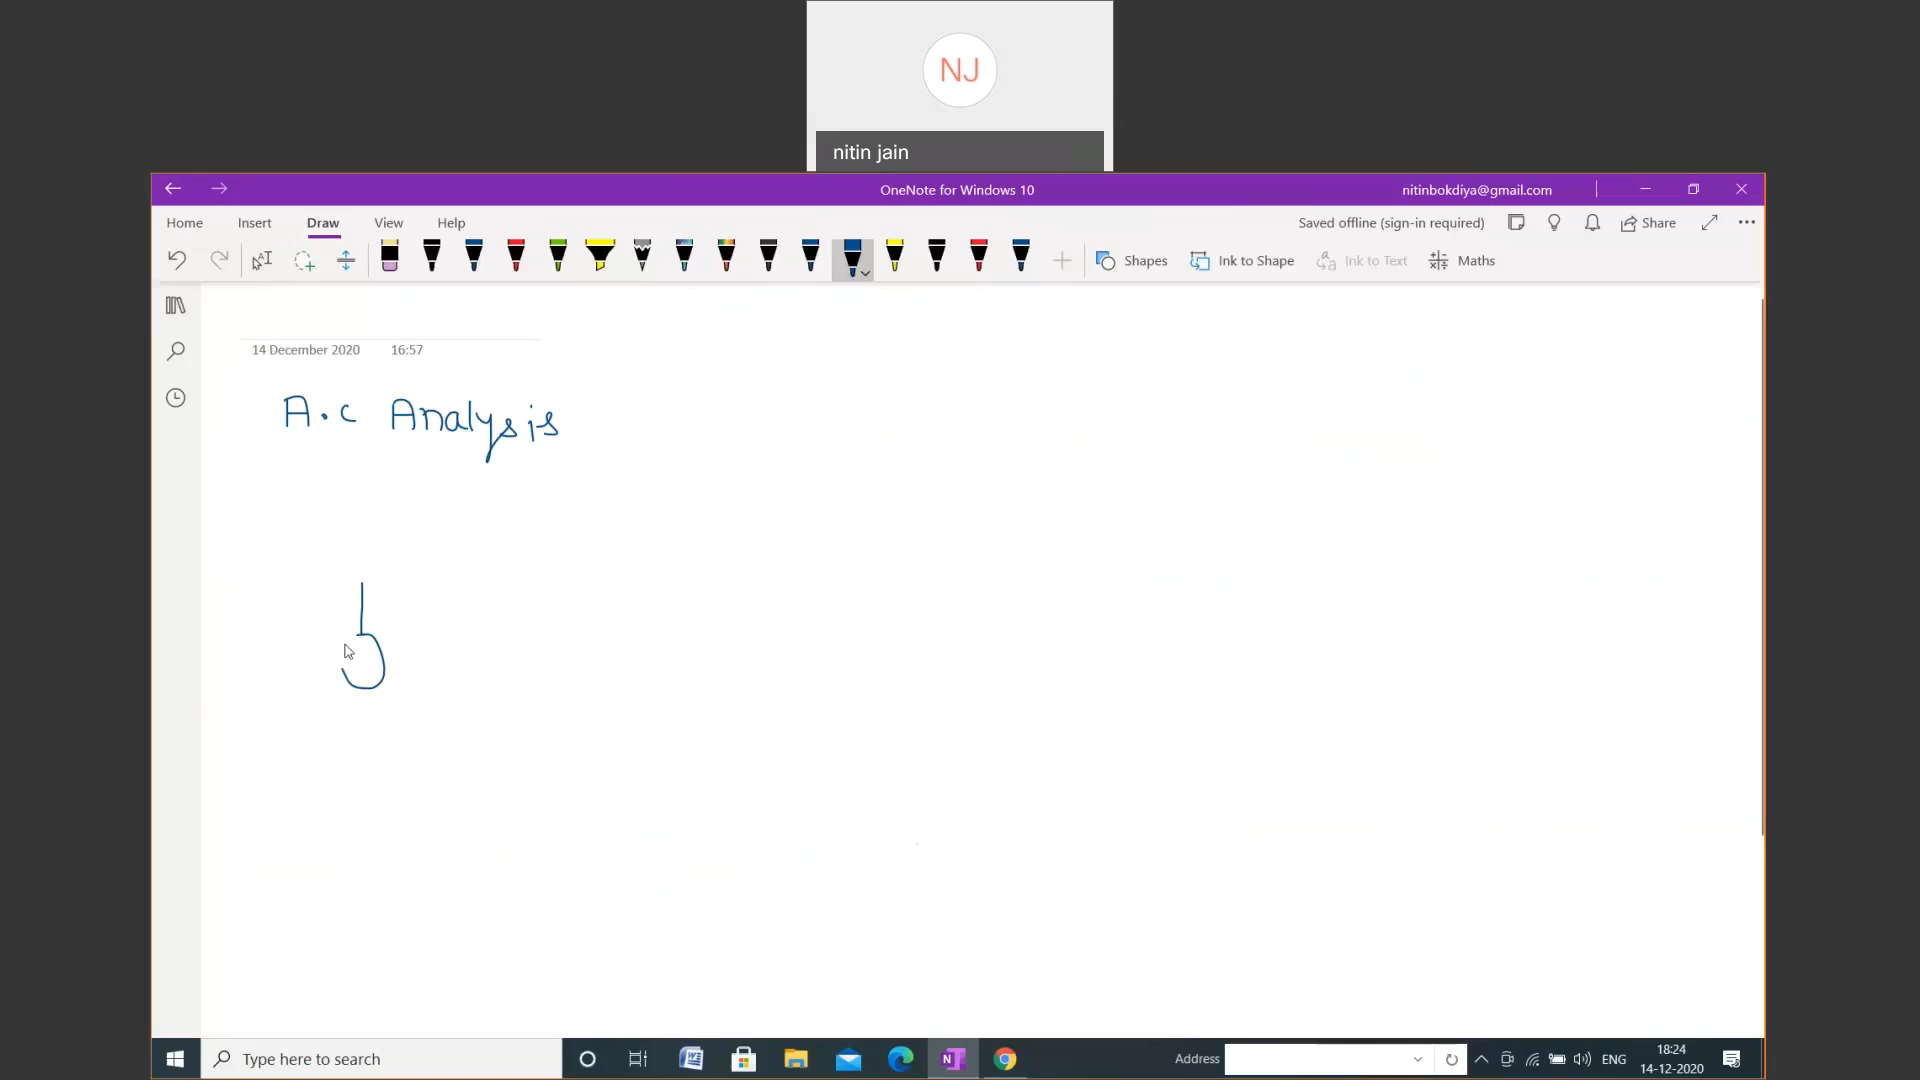 NJ
nitin jain
OneNote for Windows 10
nitinbokdiya@gmail.com
Home Insert Draw View Help
Saved offline (sign-in required)
Share
Shapes
Ink to Shape
Ink to Text
Maths
14 December 2020 16:57
A.c Analysis
Type here to search
Address
ENG
18:24
14-12-2020